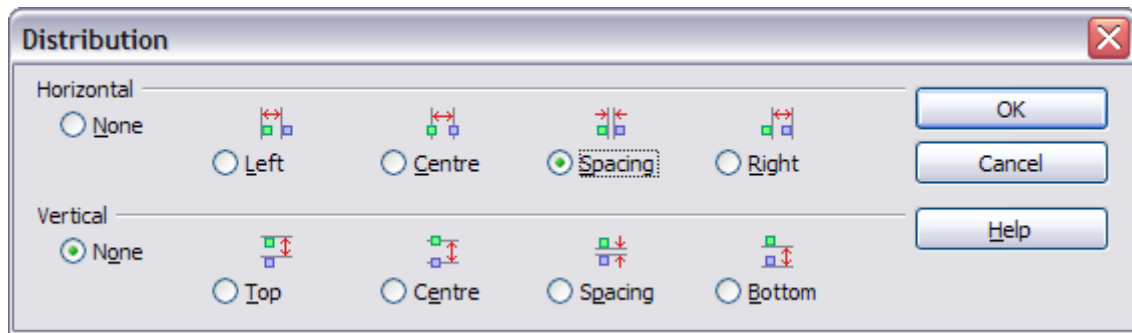 Distribution
Horizontal
None
Left
Centre
Spacing
Right
Vertical
None
Top
Centre
Spacing
Bottom
OK
Cancel
Help